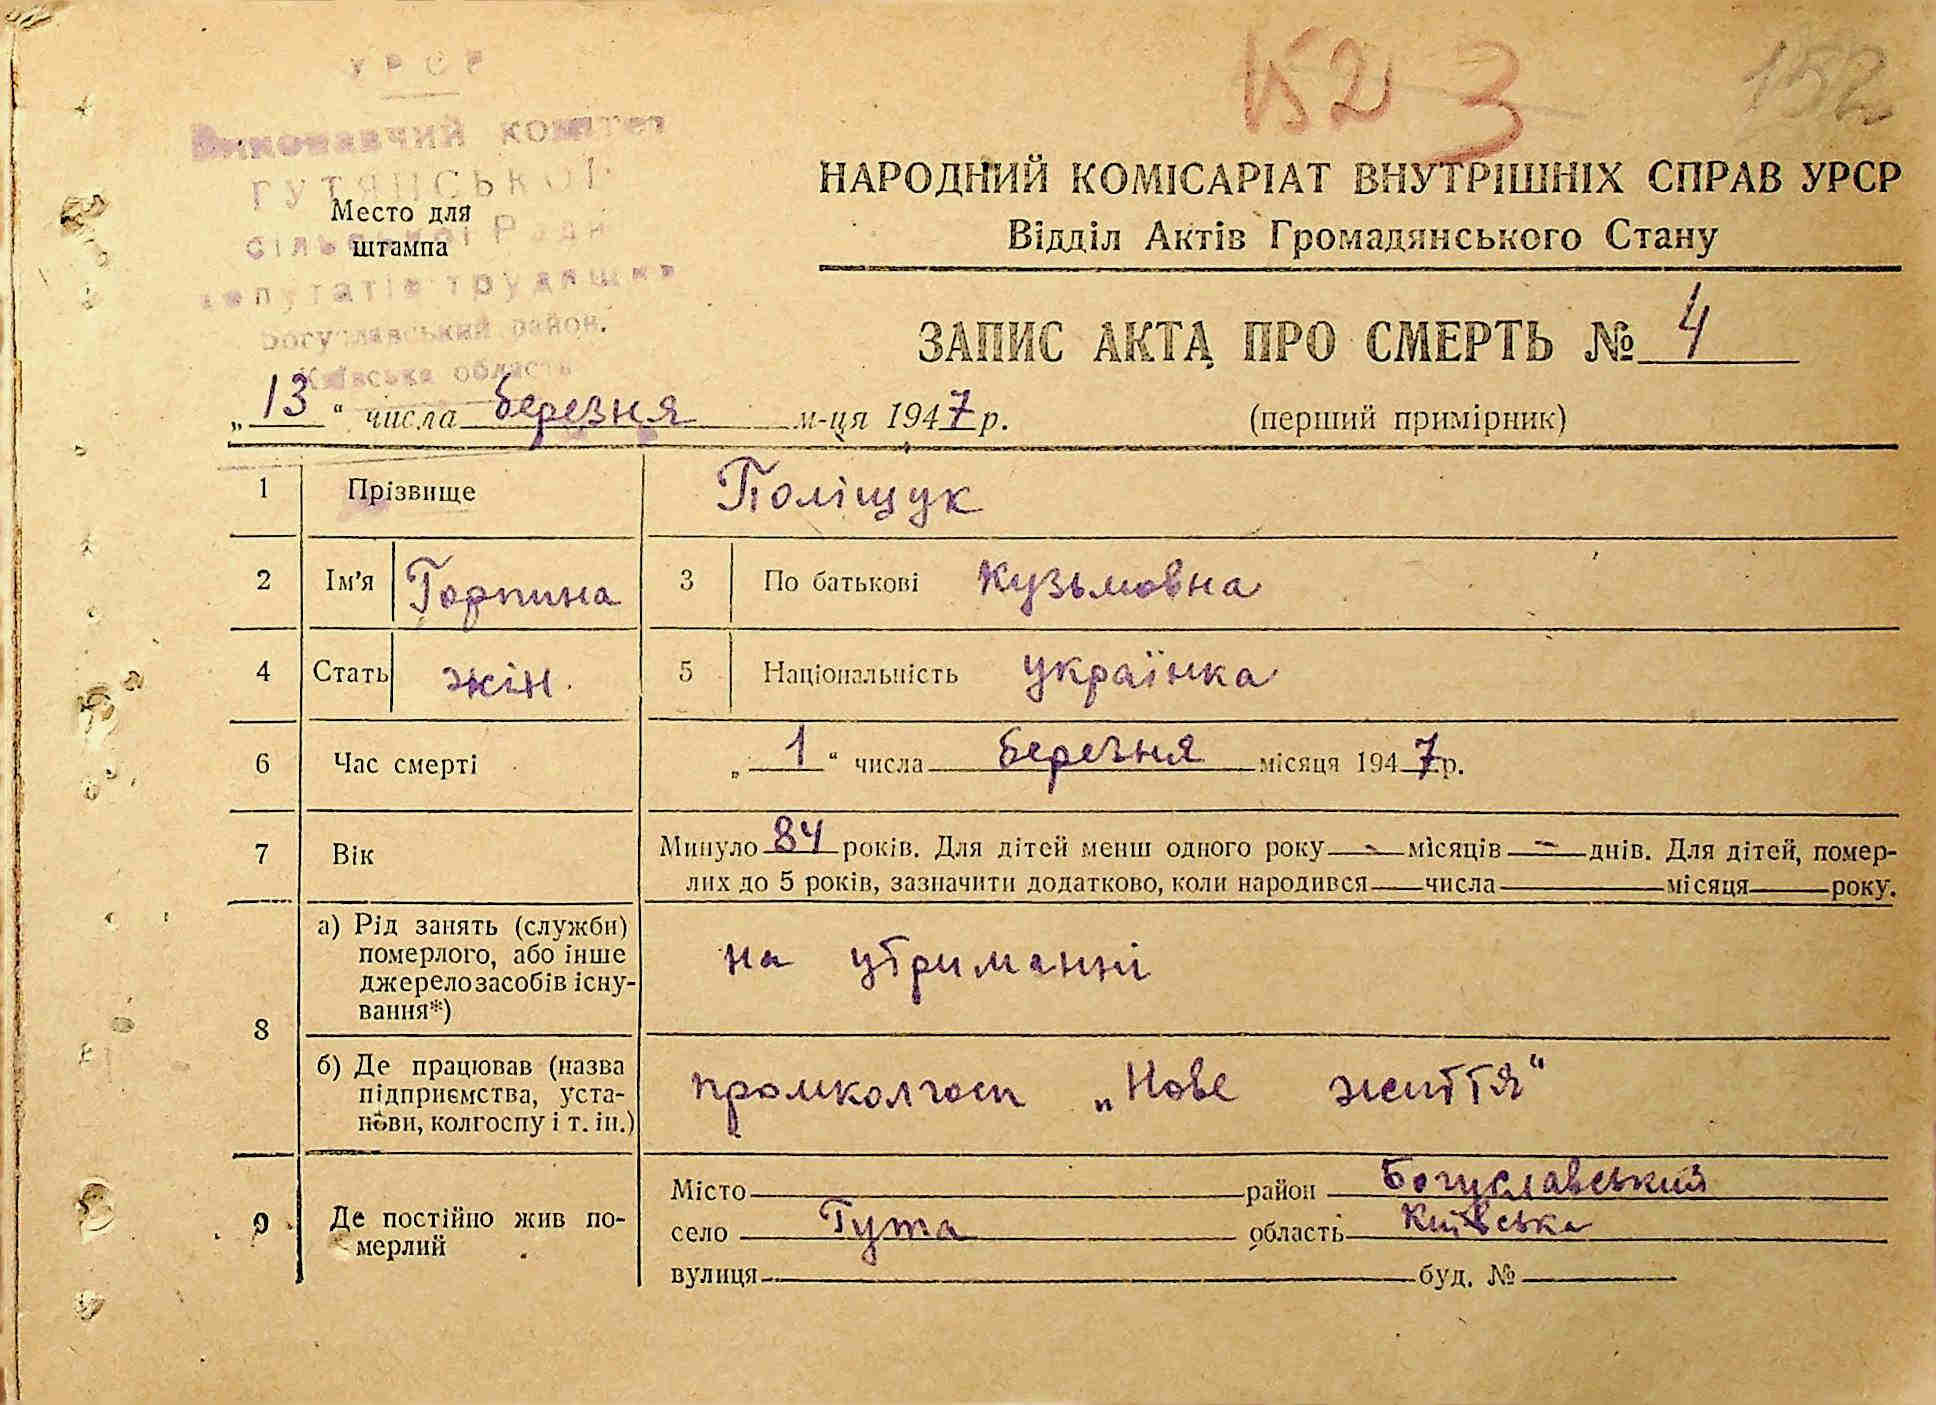 152 3
152
УРСР
Виконавчий комітет
ГУТЯНСЬКОЇ
сільської Ради
депутатів трудящих
Богуславський район.
Київська область
Место для
штампа
НАРОДНИЙ КОМІСАРІАТ ВНУТРІШНІХ СПРАВ УРСР
Відділ Актів Громадянського Стану
ЗАПИС АКТА ПРО СМЕРТЬ № 4
„13“ числа березня м-ця 1947 р.
(перший примірник)
1 Прізвище Поліщук
2 Ім'я Горпина 3 По батькові Кузьмовна
4 Стать жін. 5 Національність українка
6 Час смерті „1“ числа березня місяця 1947 р.
7 Вік Минуло 84 років. Для дітей менш одного року - місяців - днів. Для дітей, помер-
лих до 5 років, зазначити додатково, коли народився числа місяця року.
8
а) Рід занять (служби)
померлого, або інше
джерело засобів існу-
вання*)
на утриманні
б) Де працював (назва
підприємства, уста-
нови, колгоспу і т. ін.)
промколгосп „Нове життя“
9 Де постійно жив по-
мерлий
Місто район Богуславський
село Гута область Київська
вулиця буд. №